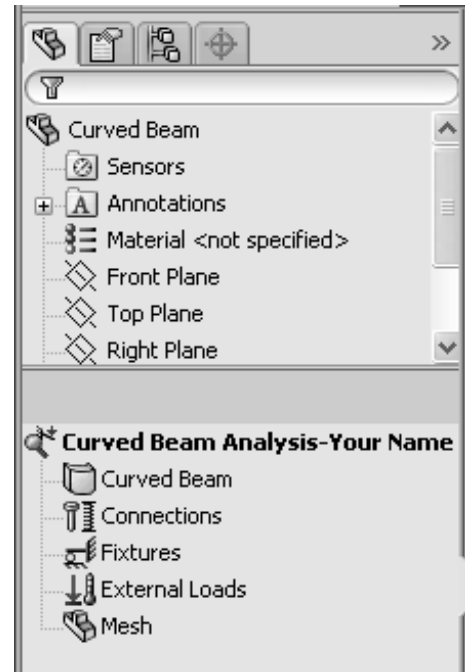 Curved Beam
Sensors
Annotations
Material <not specified>
Front Plane
Top Plane
Right Plane
Curved Beam Analysis-Your Name
Curved Beam
Connections
Fixtures
External Loads
Mesh